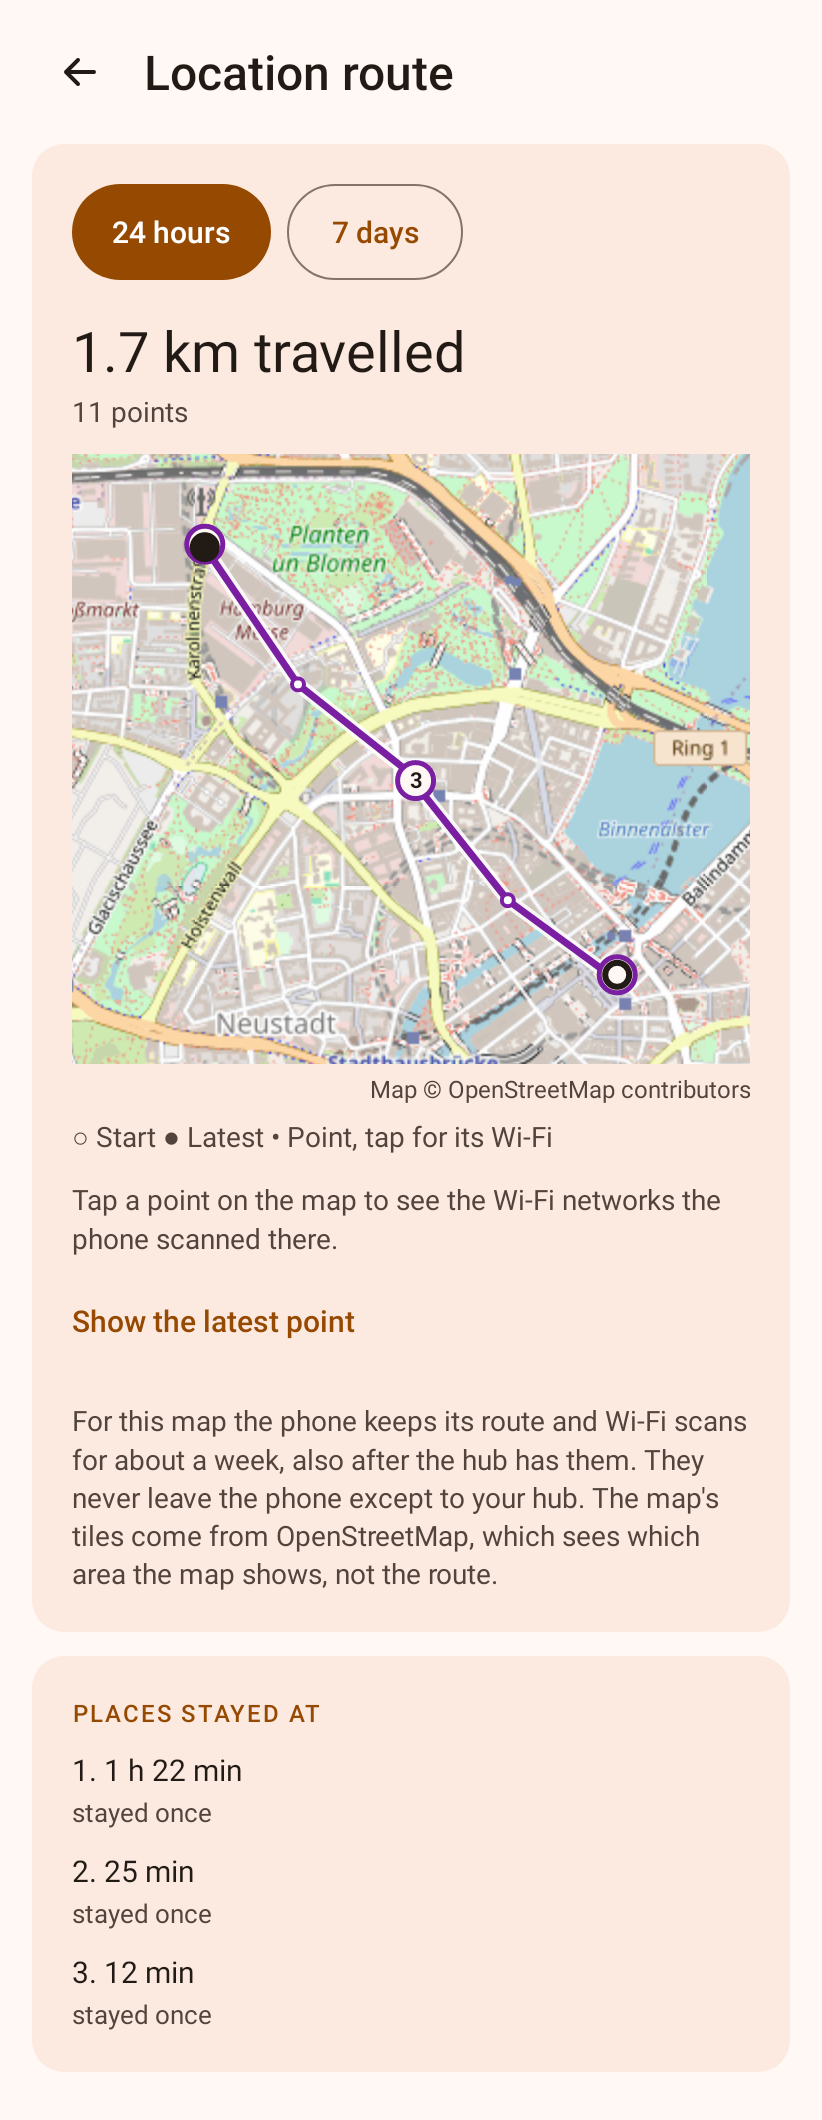 Location route
24 hours
7 days
1.7 km travelled
11 points
Planten
un Blomen
Karolinenstraß
Hamburg
Messe
Ring 1
Binnenalster
Ballindamm
Glacischaussee
Holstenwall
3
Neustadt
Stadthausbrücke
Map © OpenStreetMap contributors
○ Start ● Latest • Point, tap for its Wi-Fi
Tap a point on the map to see the Wi-Fi networks the
phone scanned there.
Show the latest point
For this map the phone keeps its route and Wi-Fi scans
for about a week, also after the hub has them. They
never leave the phone except to your hub. The map's
tiles come from OpenStreetMap, which sees which
area the map shows, not the route.
PLACES STAYED AT
1. 1 h 22 min
stayed once
2. 25 min
stayed once
3. 12 min
stayed once